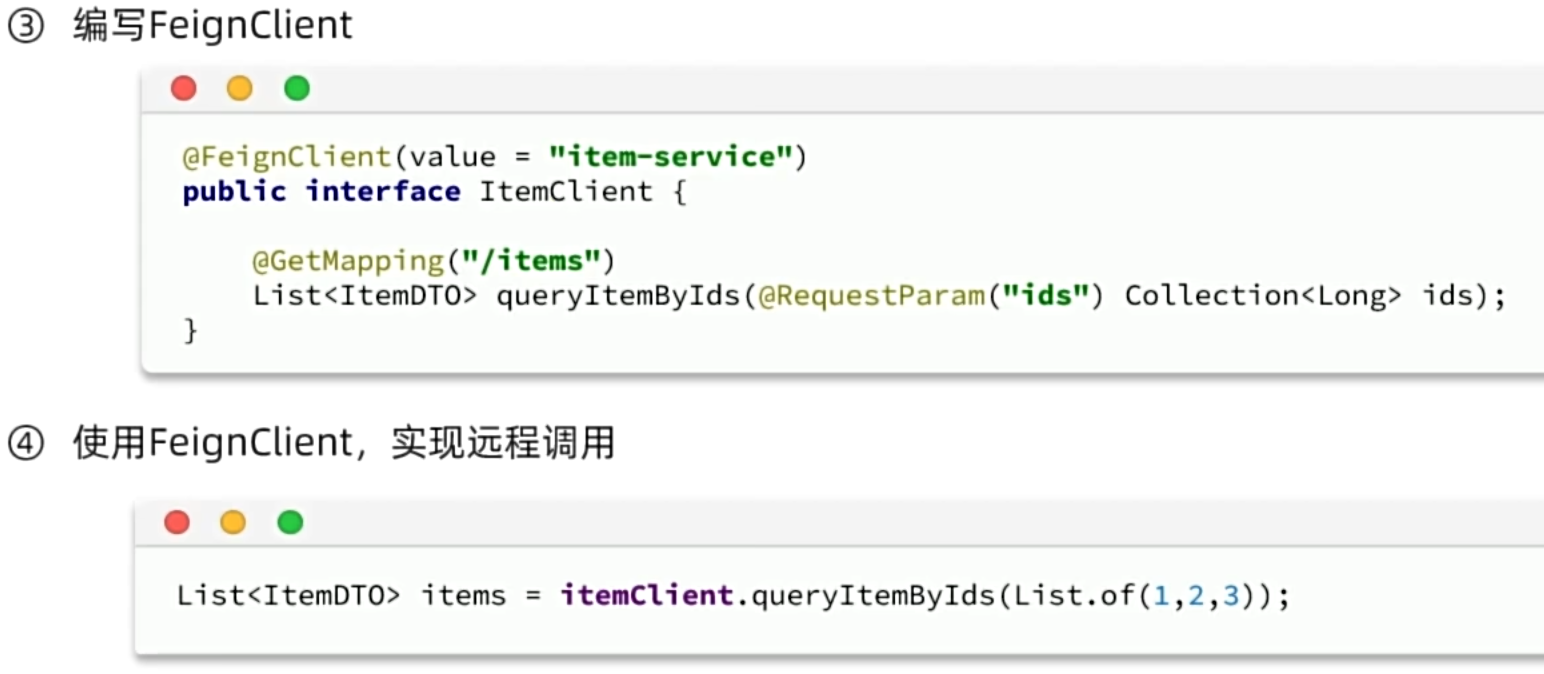 ③ 编写FeignClient
@FeignClient(value = "item-service")
public interface ItemClient {
@GetMapping("/items")
List<ItemDTO> queryItemByIds(@RequestParam("ids") Collection<Long> ids);
}
④ 使用FeignClient，实现远程调用
List<ItemDTO> items = itemClient.queryItemByIds(List.of(1,2,3));